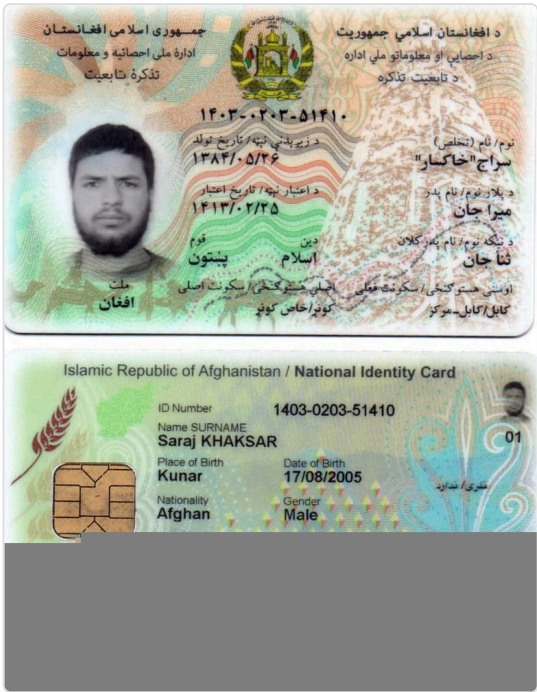 جمهوری اسلامی افغانستان
د افغانستان اسلامي جمهوریت
ادارۀ ملی احصائیه و معلومات
د احصایې او معلوماتو ملي اداره
تذکرۀ تابعیت
د تابعیت تذکره
۱۴۰۳-۰۲۰۳-۵۱۴۱۰
نوم/ نام (تخلص)
د زیږېدنې نېټه/ تاریخ تولد
سراج"خاکسار"
۱۳۸۴/۰۵/۲۶
د پلار نوم/ نام پدر
د اعتبار نېټه/ تاریخ اعتبار
میرا جان
۱۴۱۳/۰۲/۲۵
د نیکه نوم/ نام پدر کلان
دین
قوم
ثنا جان
اسلام
پښتون
ملت
افغان
اوسنی هستوګنځی/ سکونت فعلی
اصلي هستوګنځی/ سکونت اصلی
کابل/کابل-مرکز
کونړ/خاص کونړ
Islamic Republic of Afghanistan / National Identity Card
ID Number 1403-0203-51410
Name SURNAME
Saraj KHAKSAR
01
Place of Birth Date of Birth
Kunar 17/08/2005
Nationality Gender
Afghan Male
ندارد